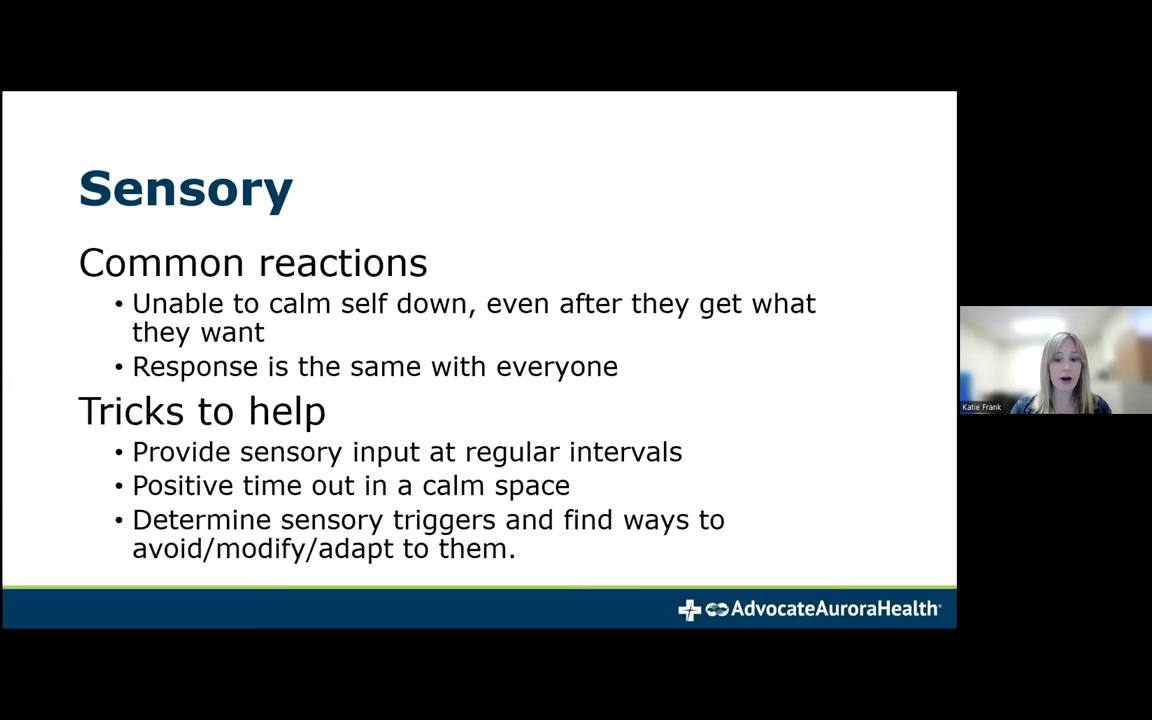 Sensory
Common reactions
• Unable to calm self down, even after they get what
they want
• Response is the same with everyone
Tricks to help
• Provide sensory input at regular intervals
• Positive time out in a calm space
• Determine sensory triggers and find ways to
avoid/modify/adapt to them.
AdvocateAuroraHealth®
Katie Frank